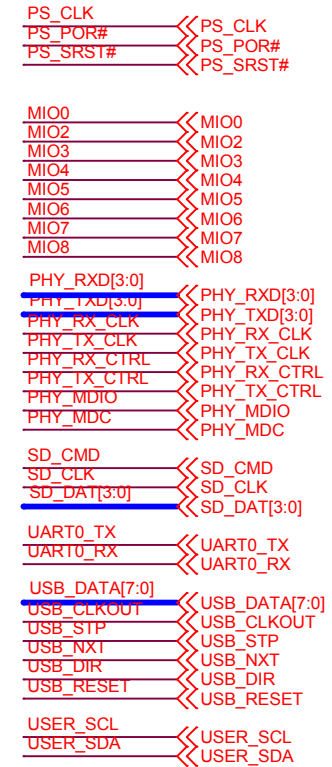 PS_CLK PS_CLK
PS_POR# PS_POR#
PS_SRST# PS_SRST#
MIO0 MIO0
MIO2 MIO2
MIO3 MIO3
MIO4 MIO4
MIO5 MIO5
MIO6 MIO6
MIO7 MIO7
MIO8 MIO8
PHY_RXD[3:0] PHY_RXD[3:0]
PHY_TXD[3:0] PHY_TXD[3:0]
PHY_RX_CLK PHY_RX_CLK
PHY_TX_CLK PHY_TX_CLK
PHY_RX_CTRL PHY_RX_CTRL
PHY_TX_CTRL PHY_TX_CTRL
PHY_MDIO PHY_MDIO
PHY_MDC PHY_MDC
SD_CMD SD_CMD
SD_CLK SD_CLK
SD_DAT[3:0] SD_DAT[3:0]
UART0_TX UART0_TX
UART0_RX UART0_RX
USB_DATA[7:0] USB_DATA[7:0]
USB_CLKOUT USB_CLKOUT
USB_STP USB_STP
USB_NXT USB_NXT
USB_DIR USB_DIR
USB_RESET USB_RESET
USER_SCL USER_SCL
USER_SDA USER_SDA